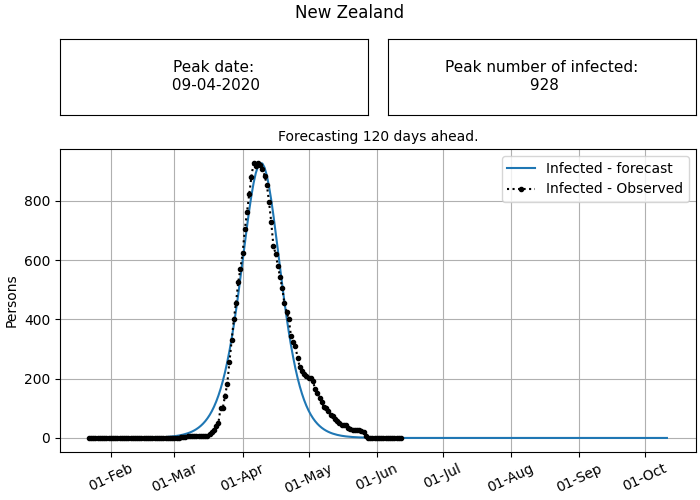 New Zealand
Peak date:
09-04-2020
Peak number of infected:
928
Forecasting 120 days ahead.
Infected - forecast
Infected - Observed
Persons
800
600
400
200
0
01-Feb
01-Mar
01-Apr
01-May
01-Jun
01-Jul
01-Aug
01-Sep
01-Oct